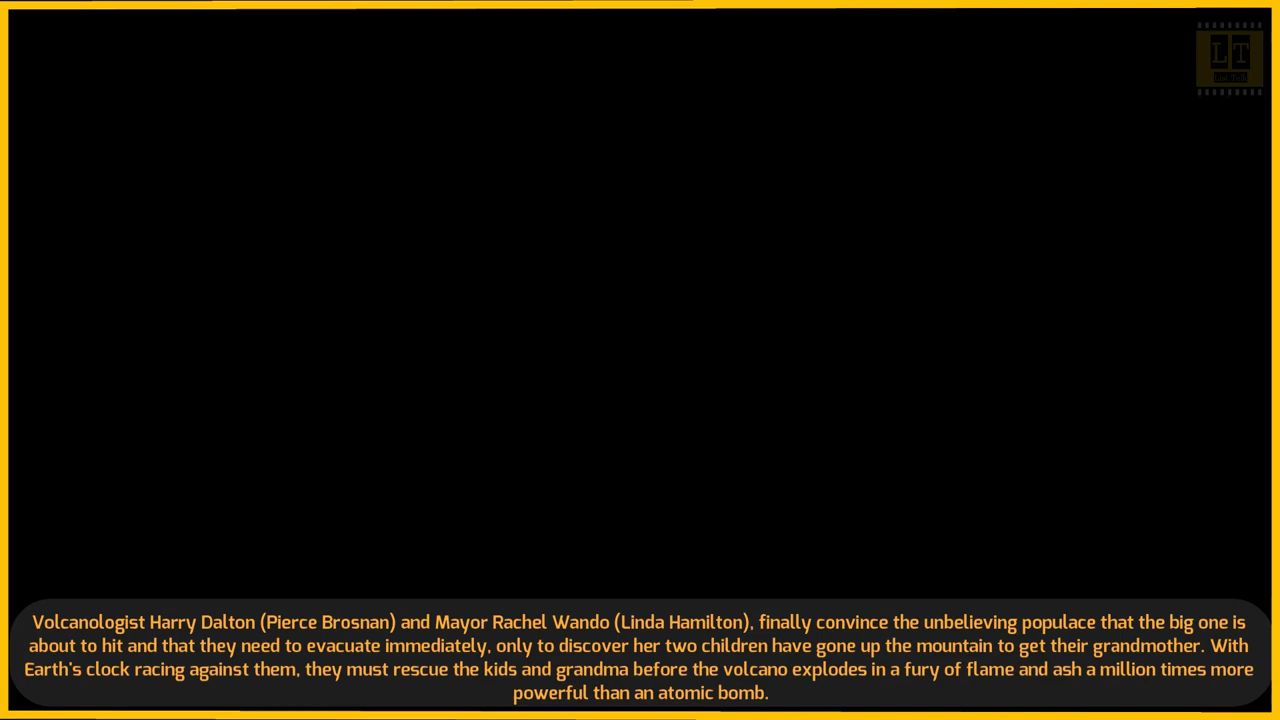 LT
List Talk
Volcanologist Harry Dalton (Pierce Brosnan) and Mayor Rachel Wando (Linda Hamilton), finally convince the unbelieving populace that the big one is
about to hit and that they need to evacuate immediately, only to discover her two children have gone up the mountain to get their grandmother. With
Earth's clock racing against them, they must rescue the kids and grandma before the volcano explodes in a fury of flame and ash a million times more
powerful than an atomic bomb.